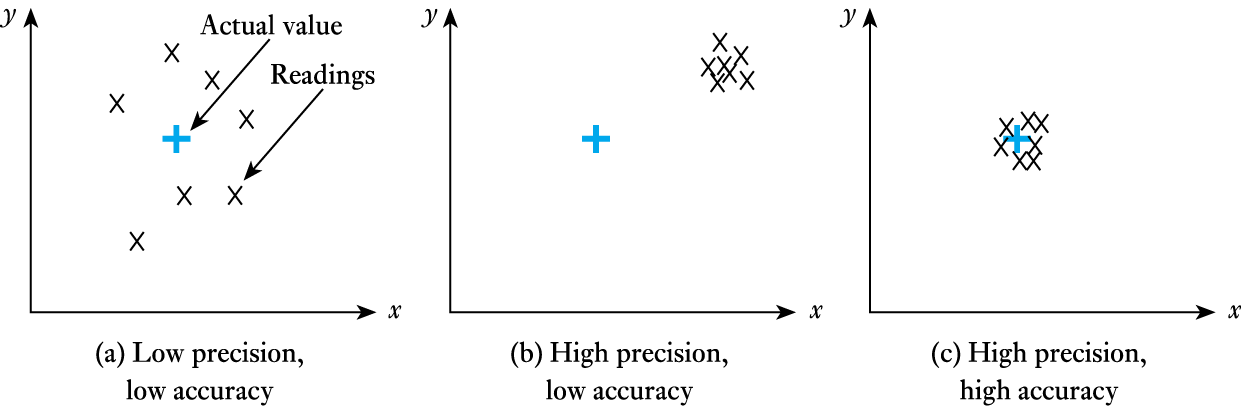 y
Actual value
Readings
x
(a) Low precision,
low accuracy
y
x
(b) High precision,
low accuracy
y
x
(c) High precision,
high accuracy